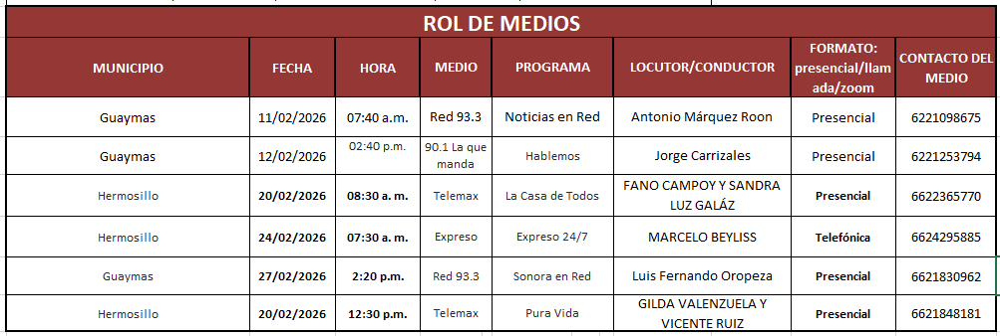 ROL DE MEDIOS
MUNICIPIO FECHA HORA MEDIO PROGRAMA LOCUTOR/CONDUCTOR FORMATO: presencial/llam ada/zoom CONTACTO DEL MEDIO
Guaymas 11/02/2026 07:40 a.m. Red 93.3 Noticias en Red Antonio Márquez Roon Presencial 6221098675
Guaymas 12/02/2026 02:40 p.m. 90.1 La que manda Hablemos Jorge Carrizales Presencial 6221253794
Hermosillo 20/02/2026 08:30 a. m. Telemax La Casa de Todos FANO CAMPOY Y SANDRA LUZ GALÁZ Presencial 6622365770
Hermosillo 24/02/2026 07:30 a. m. Expreso Expreso 24/7 MARCELO BEYLISS Telefónica 6624295885
Guaymas 27/02/2026 2:20 p.m. Red 93.3 Sonora en Red Luis Fernando Oropeza Presencial 6621830962
Hermosillo 20/02/2026 12:30 p.m. Telemax Pura Vida GILDA VALENZUELA Y VICENTE RUIZ Presencial 6621848181